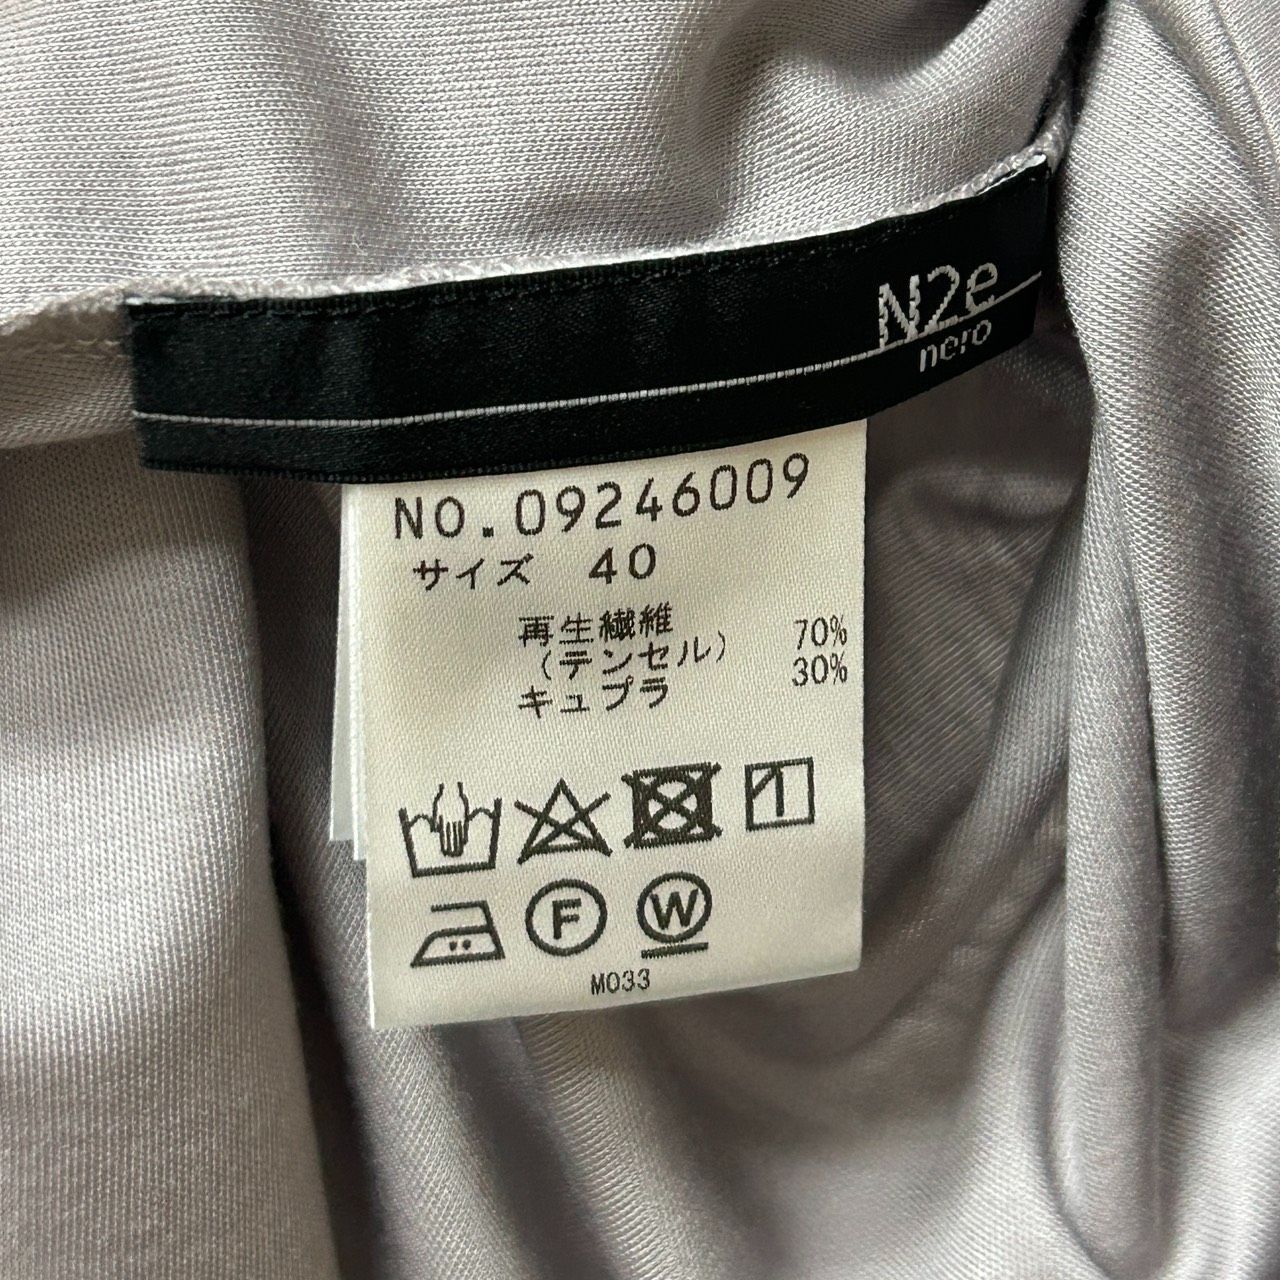 N2e
nero
NO.09246009
サイズ 40
再生繊維 70%
(テンセル)
キュプラ 30%
F W
M033